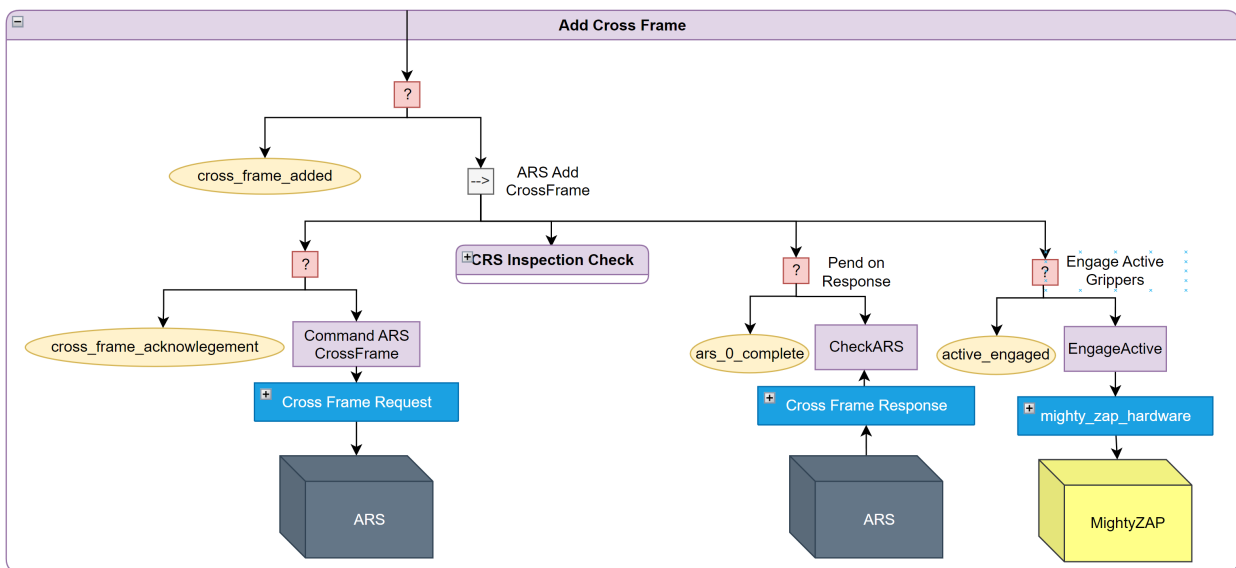 Add Cross Frame
?
cross_frame_added
-->
ARS Add
CrossFrame
?
CRS Inspection Check
?
Pend on
Response
?
Engage Active
Grippers
cross_frame_acknowlegement
Command ARS
CrossFrame
ars_0_complete
CheckARS
active_engaged
EngageActive
Cross Frame Request
Cross Frame Response
mighty_zap_hardware
ARS
ARS
MightyZAP